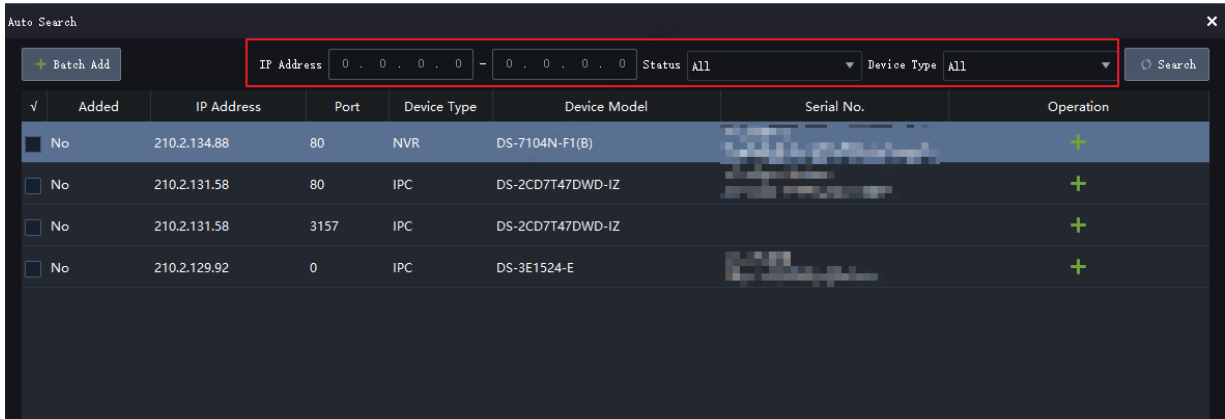 Auto Search ×
+ Batch Add IP Address 0 . 0 . 0 . 0 - 0 . 0 . 0 . 0 Status All Device Type All Search
√ Added IP Address Port Device Type Device Model Serial No. Operation
No 210.2.134.88 80 NVR DS-7104N-F1(B) +
No 210.2.131.58 80 IPC DS-2CD7T47DWD-IZ +
No 210.2.131.58 3157 IPC DS-2CD7T47DWD-IZ +
No 210.2.129.92 0 IPC DS-3E1524-E +